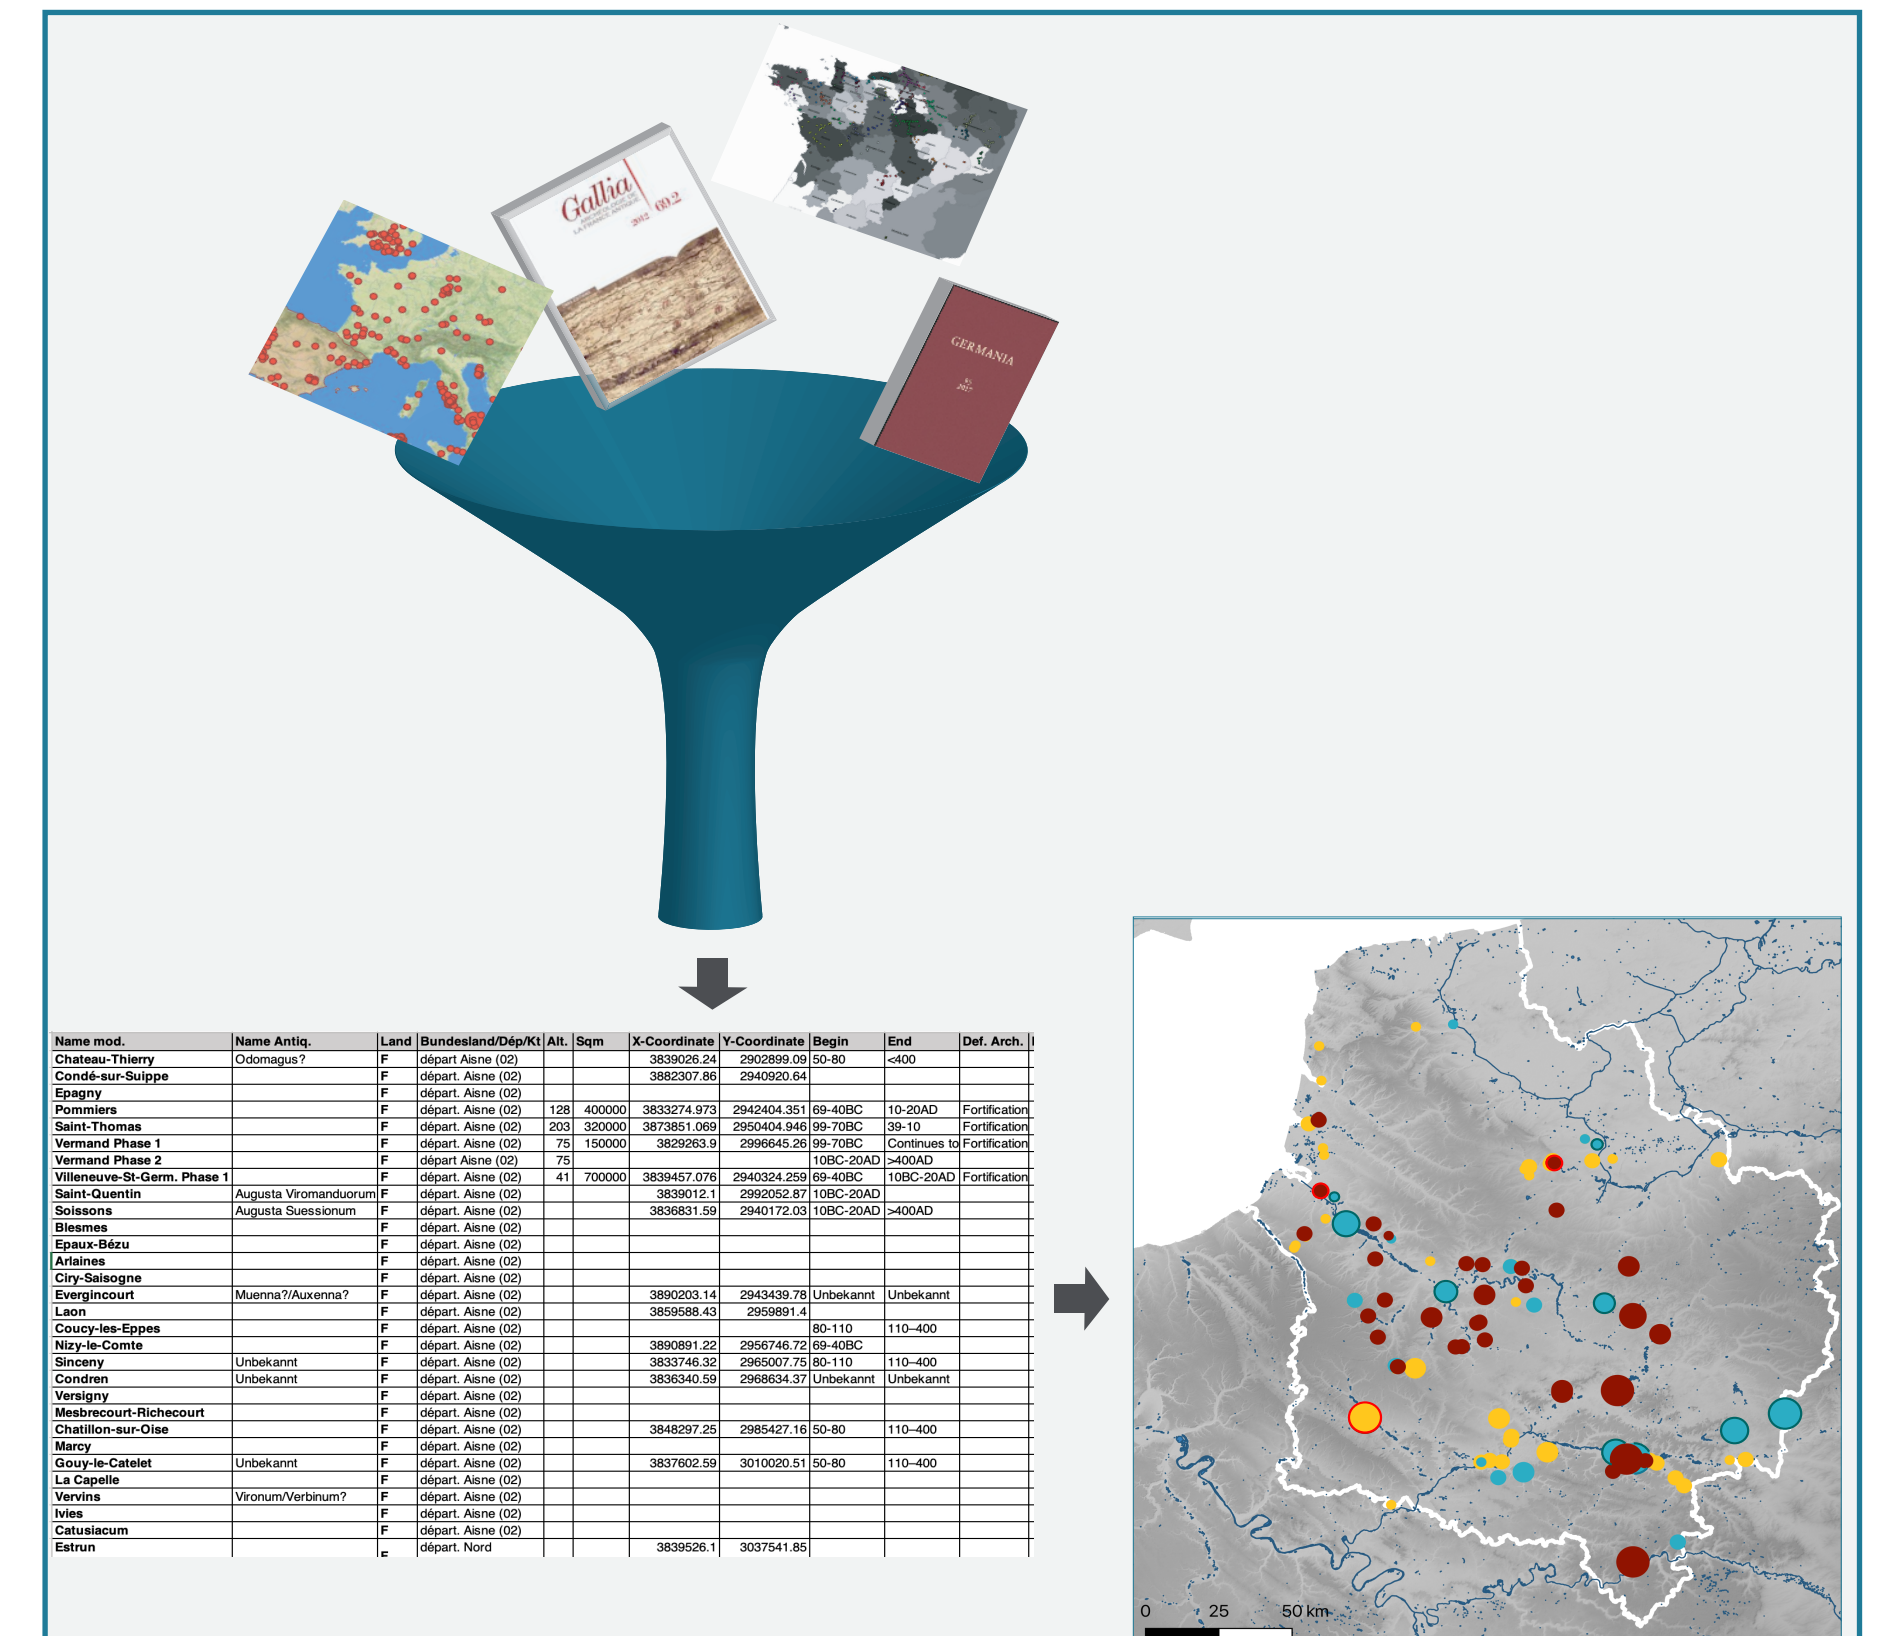 Gallia
ARCHÉOLOGIE DE
LA FRANCE ANTIQUE
2012 69.2
GERMANIA
95
2017
Name mod. Name Antiq. Land Bundesland/Dép/Kt Alt. Sqm X-Coordinate Y-Coordinate Begin End Def. Arch.
Chateau-Thierry Odomagus? F départ Aisne (02) 3839026.24 2902899.09 50-80 <400
Condé-sur-Suippe F départ. Aisne (02) 3882307.86 2940920.64
Epagny F départ. Aisne (02)
Pommiers F départ. Aisne (02) 128 400000 3833274.973 2942404.351 69-40BC 10-20AD Fortification
Saint-Thomas F départ. Aisne (02) 203 320000 3873851.069 2950404.946 99-70BC 39-10 Fortification
Vermand Phase 1 F départ. Aisne (02) 75 150000 3829263.9 2996645.26 99-70BC Continues to Fortification
Vermand Phase 2 F départ Aisne (02) 75 10BC-20AD >400AD
Villeneuve-St-Germ. Phase 1 F départ. Aisne (02) 41 700000 3839457.076 2940324.259 69-40BC 10BC-20AD Fortification
Saint-Quentin Augusta Viromanduorum F départ. Aisne (02) 3839012.1 2992052.87 10BC-20AD
Soissons Augusta Suessionum F départ. Aisne (02) 3836831.59 2940172.03 10BC-20AD >400AD
Blesmes F départ. Aisne (02)
Epaux-Bézu F départ. Aisne (02)
Arlaines F départ. Aisne (02)
Ciry-Saisogne F départ. Aisne (02)
Evergincourt Muenna?/Auxenna? F départ. Aisne (02) 3890203.14 2943439.78 Unbekannt Unbekannt
Laon F départ. Aisne (02) 3859588.43 2959891.4
Coucy-les-Eppes F départ. Aisne (02) 80-110 110–400
Nizy-le-Comte F départ. Aisne (02) 3890891.22 2956746.72 69-40BC
Sinceny Unbekannt F départ. Aisne (02) 3833746.32 2965007.75 80-110 110–400
Condren Unbekannt F départ. Aisne (02) 3836340.59 2968634.37 Unbekannt Unbekannt
Versigny F départ. Aisne (02)
Mesbrecourt-Richecourt F départ. Aisne (02)
Chatillon-sur-Oise F départ. Aisne (02) 3848297.25 2985427.16 50-80 110–400
Marcy F départ. Aisne (02)
Gouy-le-Catelet Unbekannt F départ. Aisne (02) 3837602.59 3010020.51 50-80 110–400
La Capelle F départ. Aisne (02)
Vervins Vironum/Verbinum? F départ. Aisne (02)
Ivies F départ. Aisne (02)
Catusiacum F départ. Aisne (02)
Estrun F départ. Nord 3839526.1 3037541.85
0 25 50 km